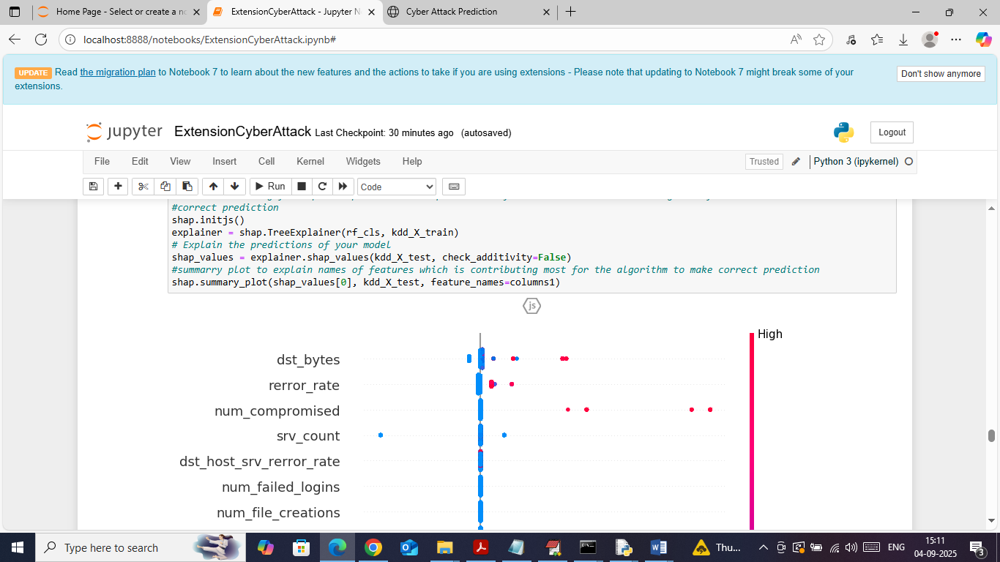 Home Page - Select or create a no
ExtensionCyberAttack - Jupyter N
Cyber Attack Prediction
localhost:8888/notebooks/ExtensionCyberAttack.ipynb#
UPDATE Read the migration plan to Notebook 7 to learn about the new features and the actions to take if you are using extensions - Please note that updating to Notebook 7 might break some of your
extensions.
Don't show anymore
jupyter ExtensionCyberAttack Last Checkpoint: 30 minutes ago (autosaved)
Logout
File Edit View Insert Cell Kernel Widgets Help
Trusted
Python 3 (ipykernel)
Run
Code
#correct prediction
shap.initjs()
explainer = shap.TreeExplainer(rf_cls, kdd_X_train)
# Explain the predictions of your model
shap_values = explainer.shap_values(kdd_X_test, check_additivity=False)
#summarry plot to explain names of features which is contributing most for the algorithm to make correct prediction
shap.summary_plot(shap_values[0], kdd_X_test, feature_names=columns1)
js
High
dst_bytes
rerror_rate
num_compromised
srv_count
dst_host_srv_rerror_rate
num_failed_logins
num_file_creations
Type here to search
Thu...
ENG
15:11
04-09-2025
3